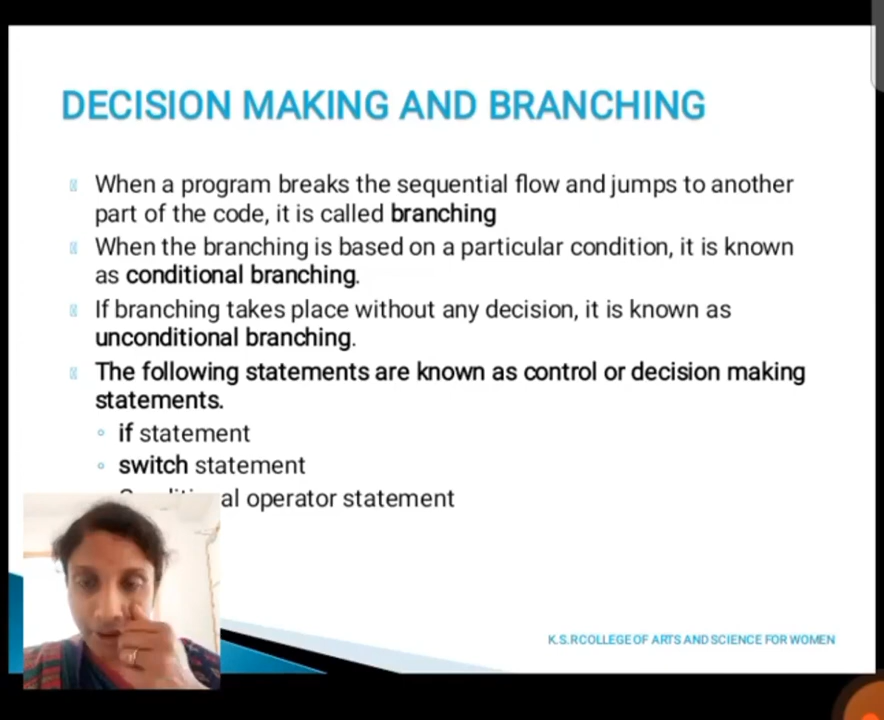 DECISION MAKING AND BRANCHING
When a program breaks the sequential flow and jumps to another
part of the code, it is called branching
When the branching is based on a particular condition, it is known
as conditional branching.
If branching takes place without any decision, it is known as
unconditional branching.
The following statements are known as control or decision making
statements.
if statement
switch statement
operator statement
K.S.R COLLEGE OF ARTS AND SCIENCE FOR WOMEN